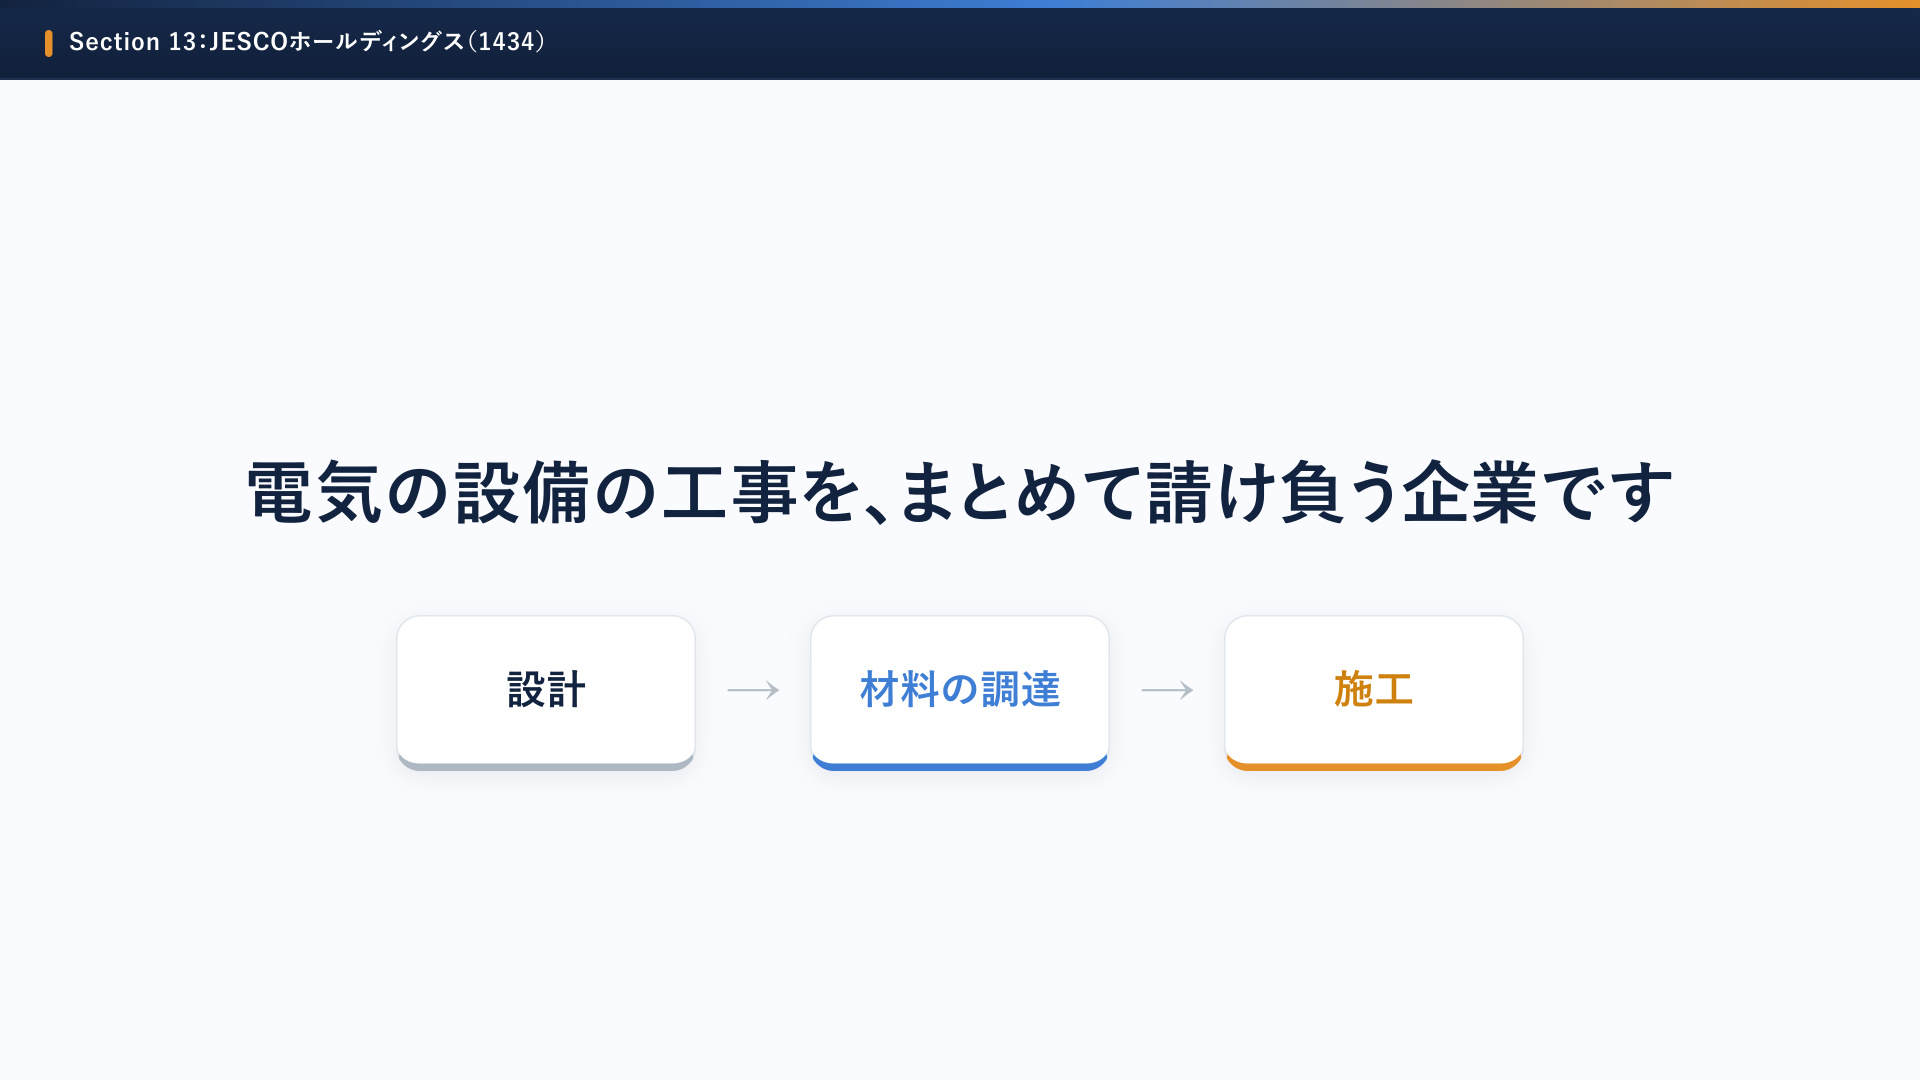 Section 13：JESCOホールディングス（1434）
電気の設備の工事を、まとめて請け負う企業です
設計 → 材料の調達 → 施工